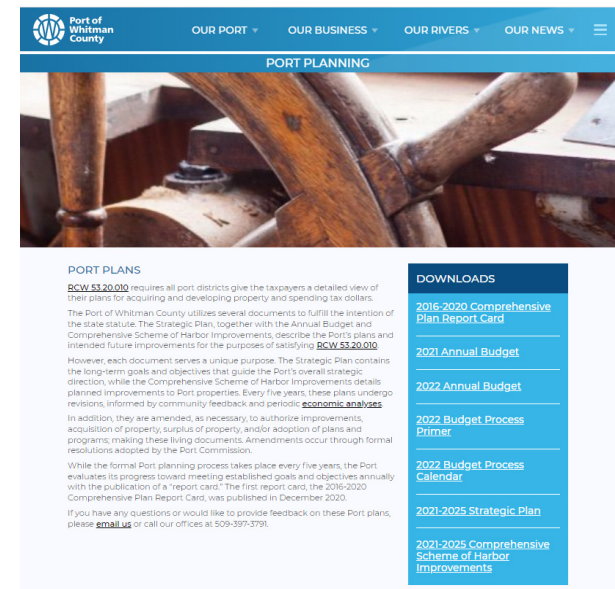 Port of
Whitman
County
OUR PORT
OUR BUSINESS
OUR RIVERS
OUR NEWS
PORT PLANNING
PORT PLANS
RCW 53.20.010 requires all port districts give the taxpayers a detailed view of
their plans for acquiring and developing property and spending tax dollars.
The Port of Whitman County utilizes several documents to fulfill the intention of
the state statute. The Strategic Plan, together with the Annual Budget and
Comprehensive Scheme of Harbor Improvements, describe the Port's plans and
intended future improvements for the purposes of satisfying RCW 53.20.010.
However, each document serves a unique purpose. The Strategic Plan contains
the long-term goals and objectives that guide the Port's overall strategic
direction, while the Comprehensive Scheme of Harbor Improvements details
planned improvements to Port properties. Every five years, these plans undergo
revisions, informed by community feedback and periodic economic analyses.
In addition, they are amended, as necessary, to authorize improvements,
acquisition of property, surplus of property, and/or adoption of plans and
programs; making these living documents. Amendments occur through formal
resolutions adopted by the Port Commission.
While the formal Port planning process takes place every five years, the Port
evaluates its progress toward meeting established goals and objectives annually
with the publication of a "report card." The first report card, the 2016-2020
Comprehensive Plan Report Card, was published in December 2020.
If you have any questions or would like to provide feedback on these Port plans,
please email us or call our offices at 509-397-3791.
DOWNLOADS
2016-2020 Comprehensive
Plan Report Card
2021 Annual Budget
2022 Annual Budget
2022 Budget Process
Primer
2022 Budget Process
Calendar
2021-2025 Strategic Plan
2021-2025 Comprehensive
Scheme of Harbor
Improvements